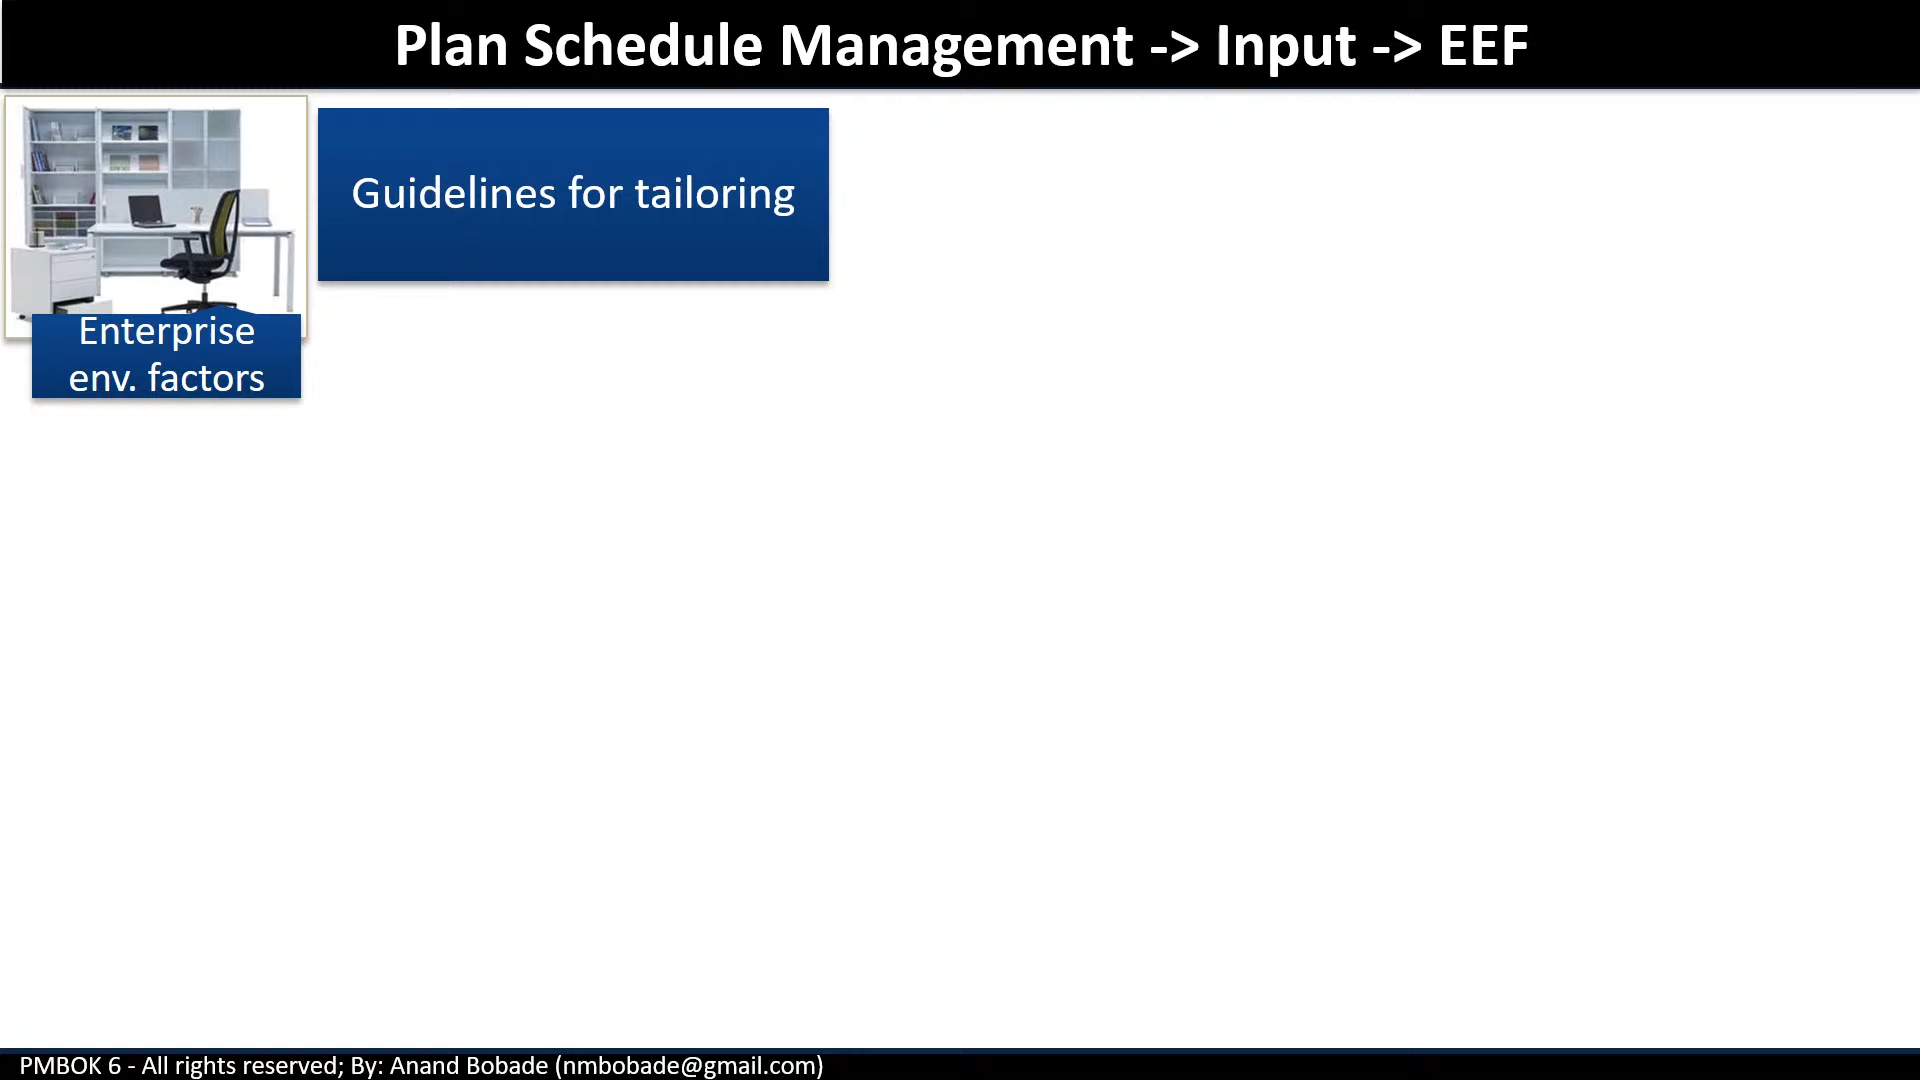 Plan Schedule Management -> Input -> EEF
Guidelines for tailoring
Enterprise
env. factors
PMBOK 6 - All rights reserved; By: Anand Bobade (nmbobade@gmail.com)